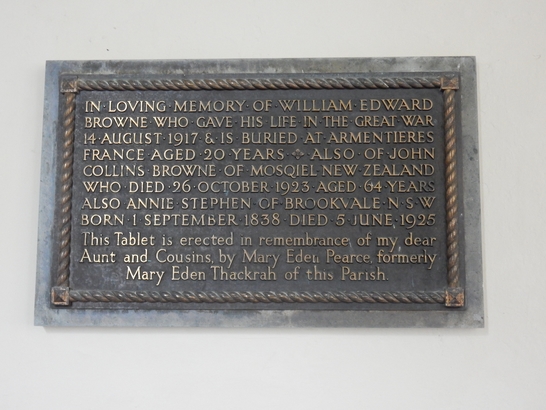 IN·LOVING·MEMORY·OF·WILLIAM·EDWARD
BROWNE·WHO·GAVE·HIS·LIFE·IN·THE·GREAT·WAR
14·AUGUST·1917·&·IS·BURIED·AT·ARMENTIERES
FRANCE·AGED·20·YEARS · ALSO·OF·JOHN
COLLINS·BROWNE·OF·MOSQIEL·NEW·ZEALAND
WHO·DIED·26·OCTOBER·1923·AGED·64·YEARS
ALSO·ANNIE·STEPHEN·OF·BROOKVALE·N·S·W
BORN·1·SEPTEMBER·1838·DIED·5·JUNE·1925
This Tablet is erected in remembrance of my dear
Aunt and Cousins, by Mary Eden Pearce, formerly
Mary Eden Thackrah of this Parish.